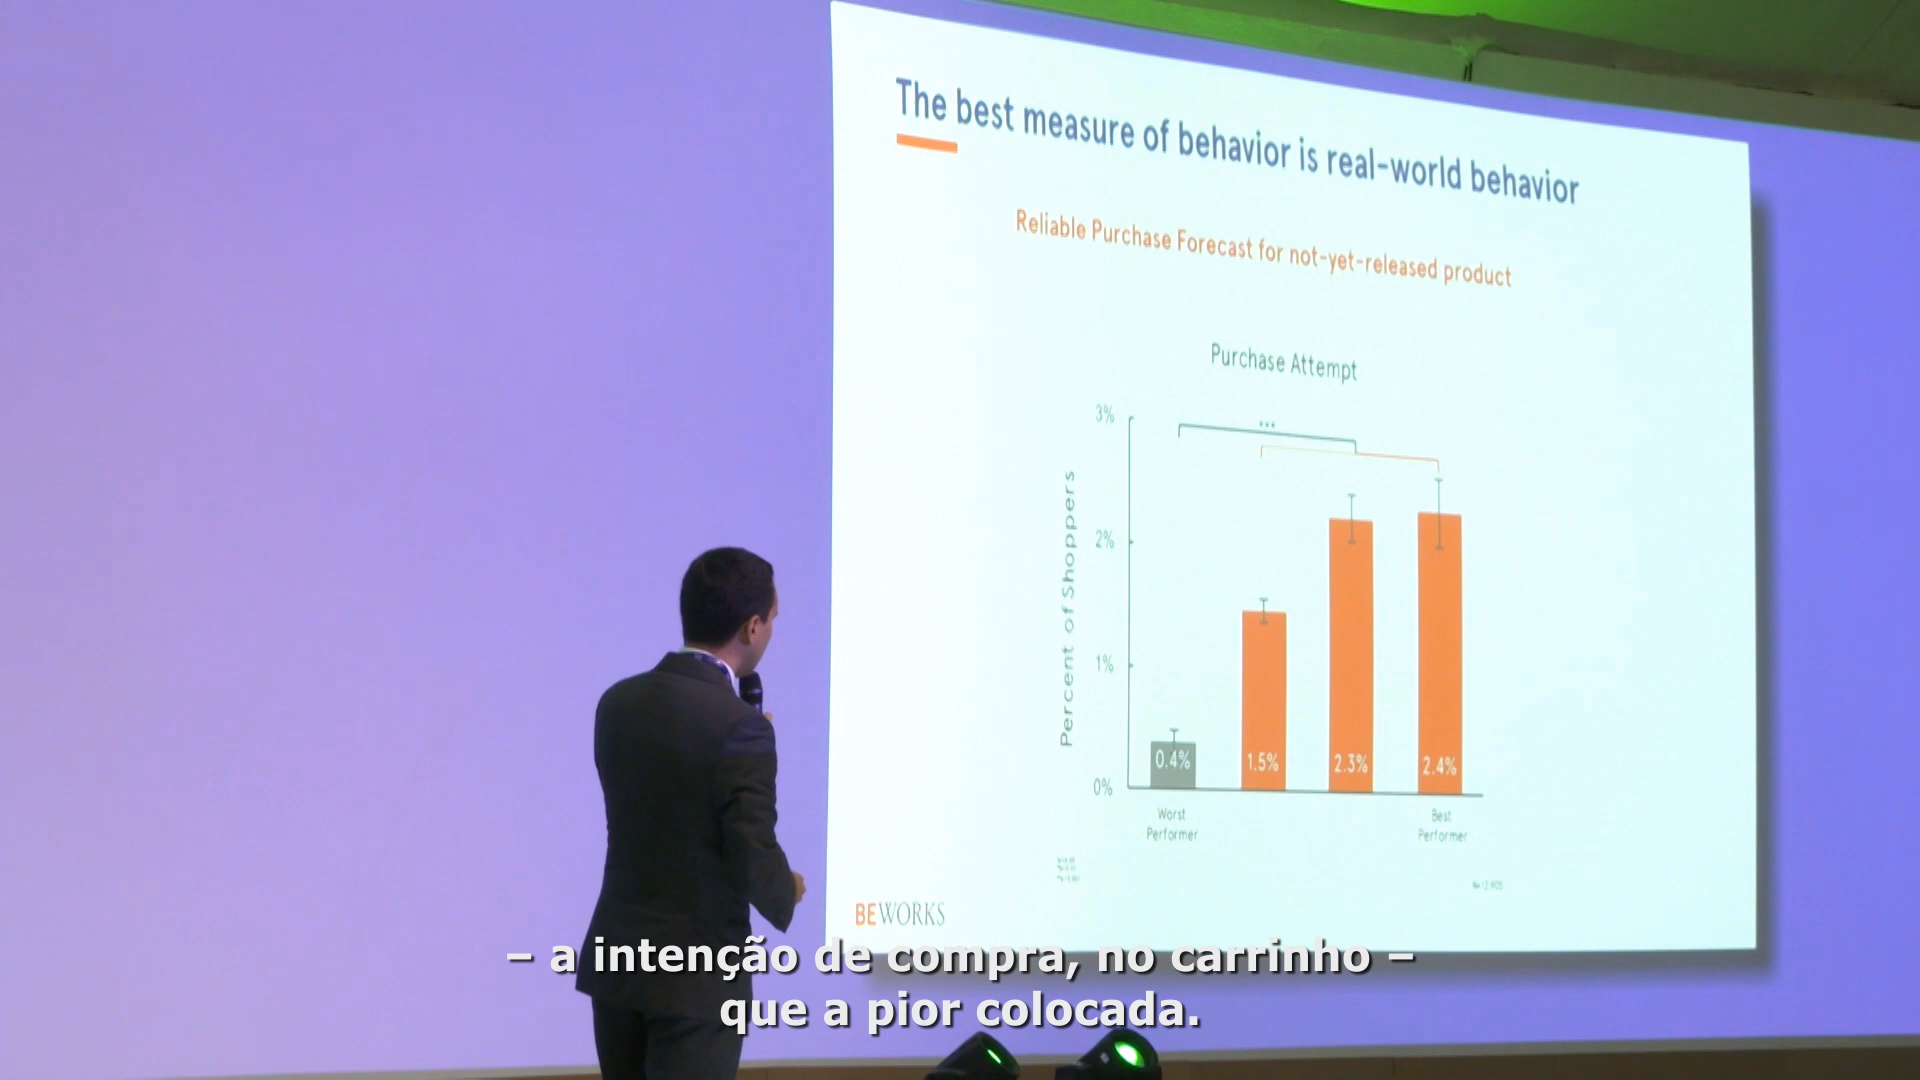 The best measure of behavior is real-world behavior
Reliable Purchase Forecast for not-yet-released product
Purchase Attempt
3%
***
2%
1%
0%
Percent of Shoppers
0.4%
1.5%
2.3%
2.4%
Worst
Performer
Best
Performer
BEWORKS
– a intenção de compra, no carrinho –
que a pior colocada.